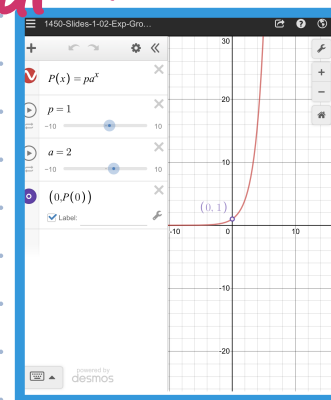 1450-Slides-1-02-Exp-Gro...
P(x) = pa^x
p = 1
-10 10
a = 2
-10 10
(0,P(0))
Label:
powered by
desmos
30
20
10
(0, 1)
-10 0 10
-10
-20